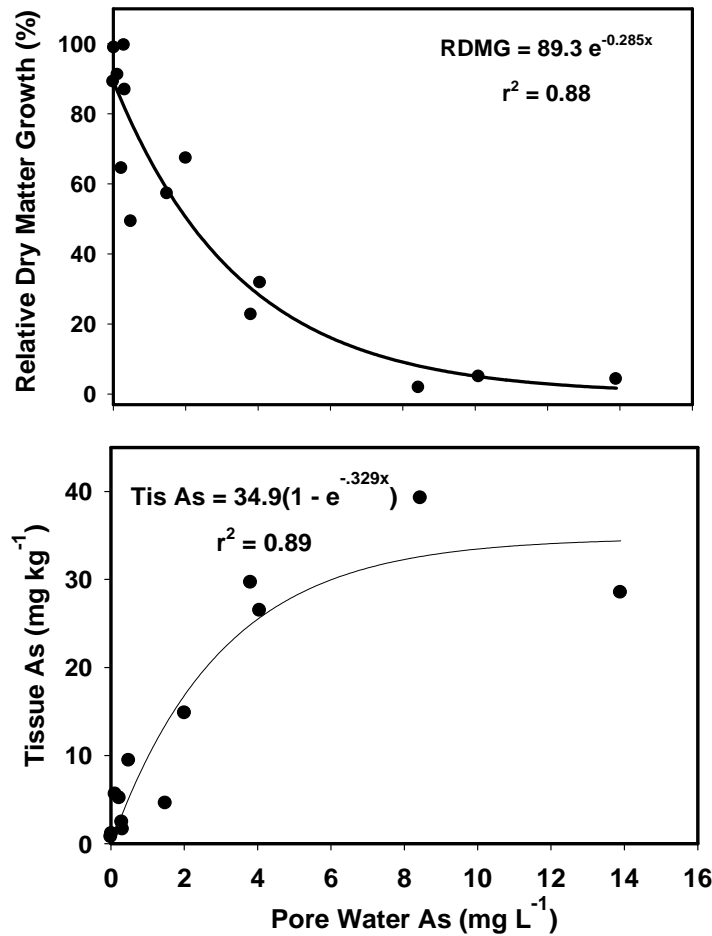 Relative Dry Matter Growth (%)
100
80
60
40
20
0
RDMG = 89.3 e^-0.285x
r² = 0.88
Tissue As (mg kg⁻¹)
40
30
20
10
0
Tis As = 34.9(1 - e^-.329x)
r² = 0.89
0 2 4 6 8 10 12 14 16
Pore Water As (mg L⁻¹)